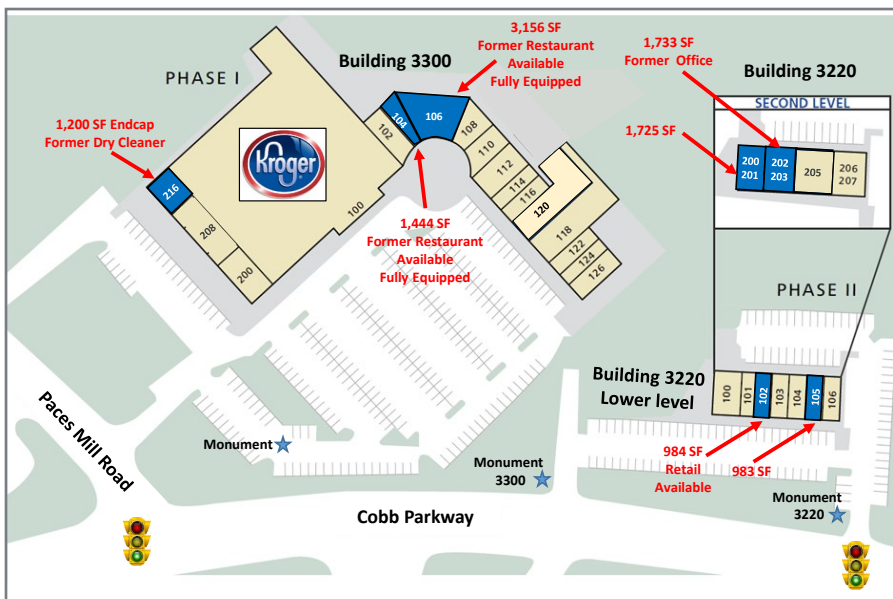 3,156 SF
Former Restaurant
Available
Fully Equipped
1,733 SF
Former Office
Building 3300
Building 3220
PHASE I
SECOND LEVEL
1,200 SF Endcap
Former Dry Cleaner
1,725 SF
Kroger
216
208
200
100
102
104
106
108
110
112
114
116
120
118
122
124
126
200
201
202
203
205
206
207
1,444 SF
Former Restaurant
Available
Fully Equipped
PHASE II
Building 3220
Lower level
100
101
102
103
104
105
106
Paces Mill Road
Monument
Monument
3300
984 SF
Retail
Available
983 SF
Monument
3220
Cobb Parkway